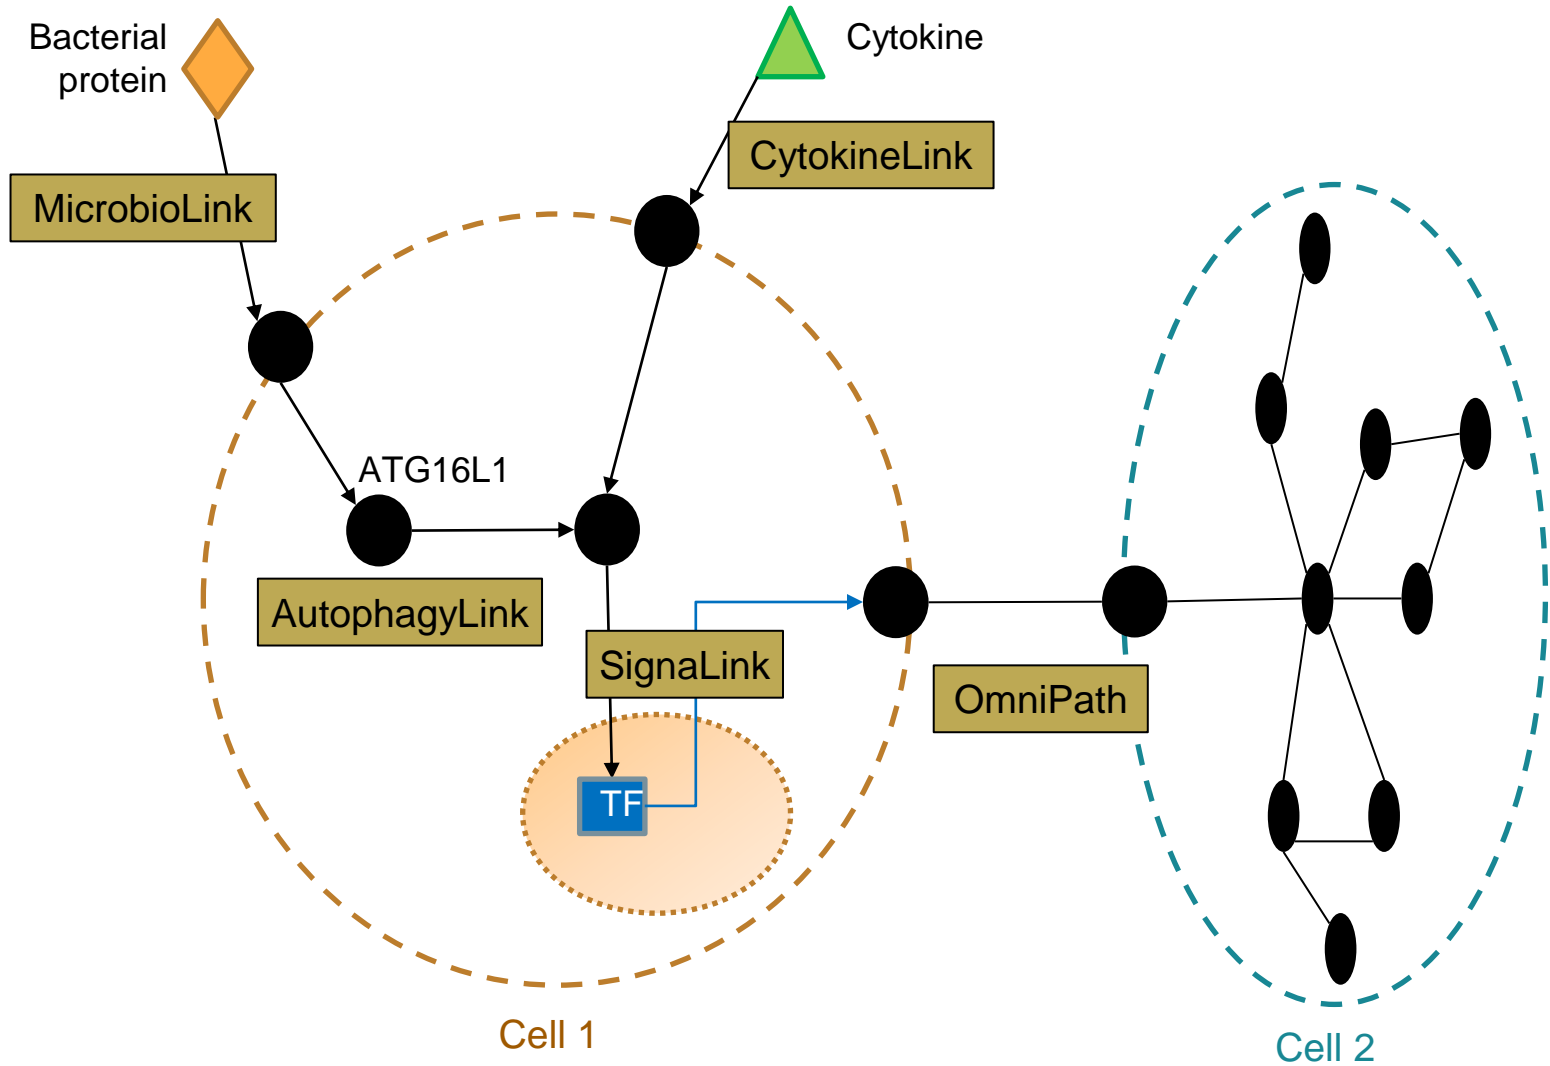 Bacterial
protein
Cytokine
CytokineLink
MicrobioLink
ATG16L1
AutophagyLink
SignaLink
OmniPath
TF
Cell 1
Cell 2